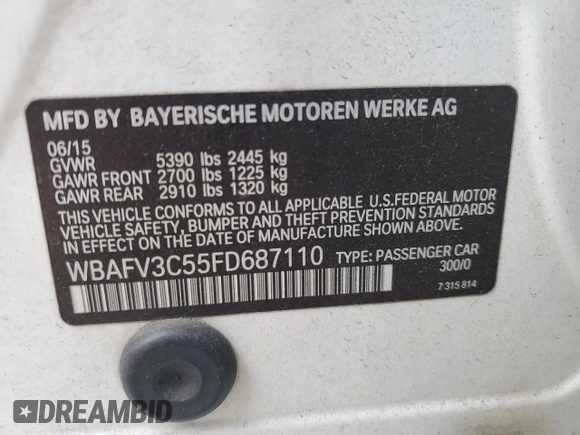 MFD BY BAYERISCHE MOTOREN WERKE AG
06/15
GVWR 5390 lbs 2445 kg
GAWR FRONT 2700 lbs 1225 kg
GAWR REAR 2910 lbs 1320 kg
THIS VEHICLE CONFORMS TO ALL APPLICABLE U.S.FEDERAL MOTOR
VEHICLE SAFETY, BUMPER AND THEFT PREVENTION STANDARDS
IN EFFECT ON THE DATE OF MANUFACTURE SHOWN ABOVE.
WBAFV3C55FD687110 TYPE: PASSENGER CAR
300/0
7 315 814
DREAMBID